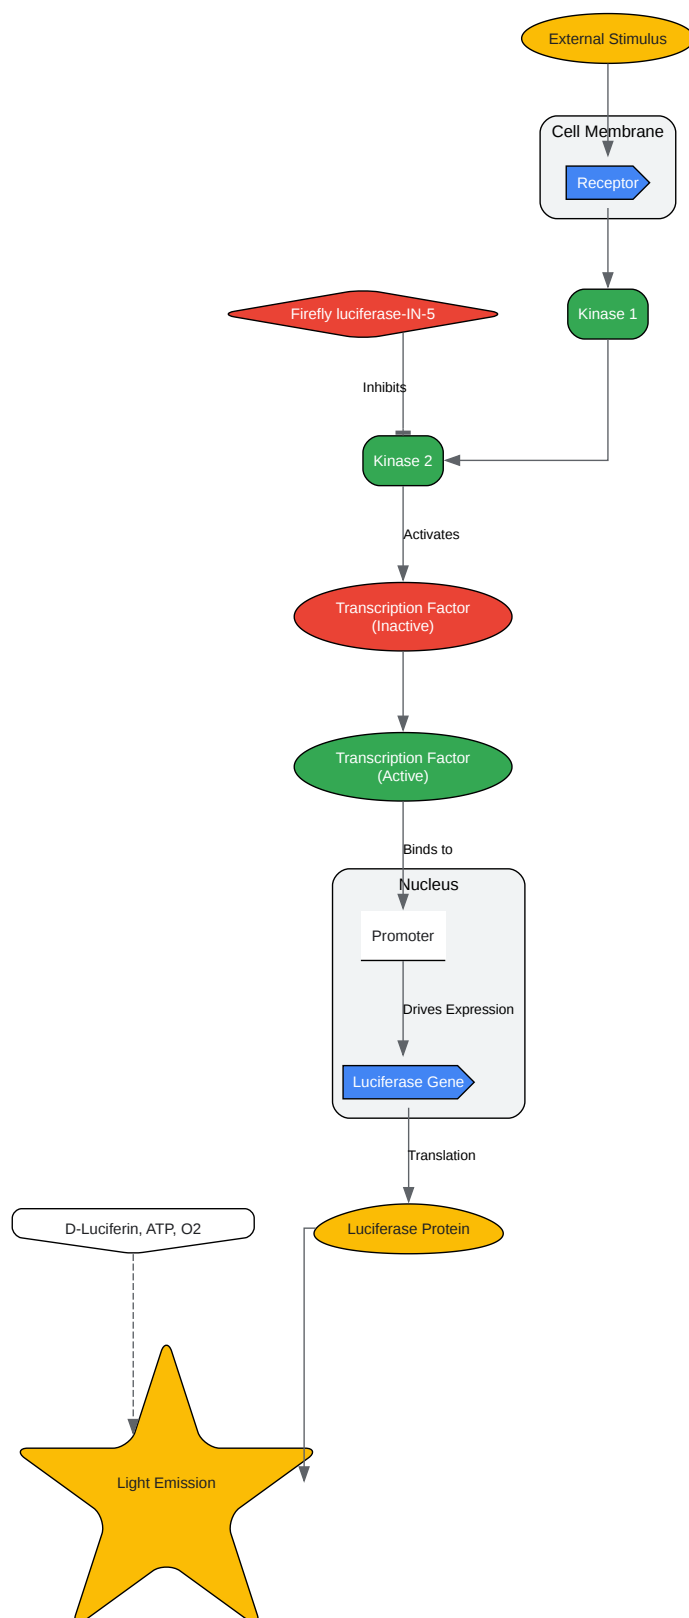 External Stimulus
Cell Membrane
Receptor
Firefly luciferase-IN-5
Kinase 1
Inhibits
Kinase 2
Activates
Transcription Factor
(Inactive)
Transcription Factor
(Active)
Binds to
Nucleus
Promoter
Drives Expression
Luciferase Gene
Translation
D-Luciferin, ATP, O2
Luciferase Protein
Light Emission